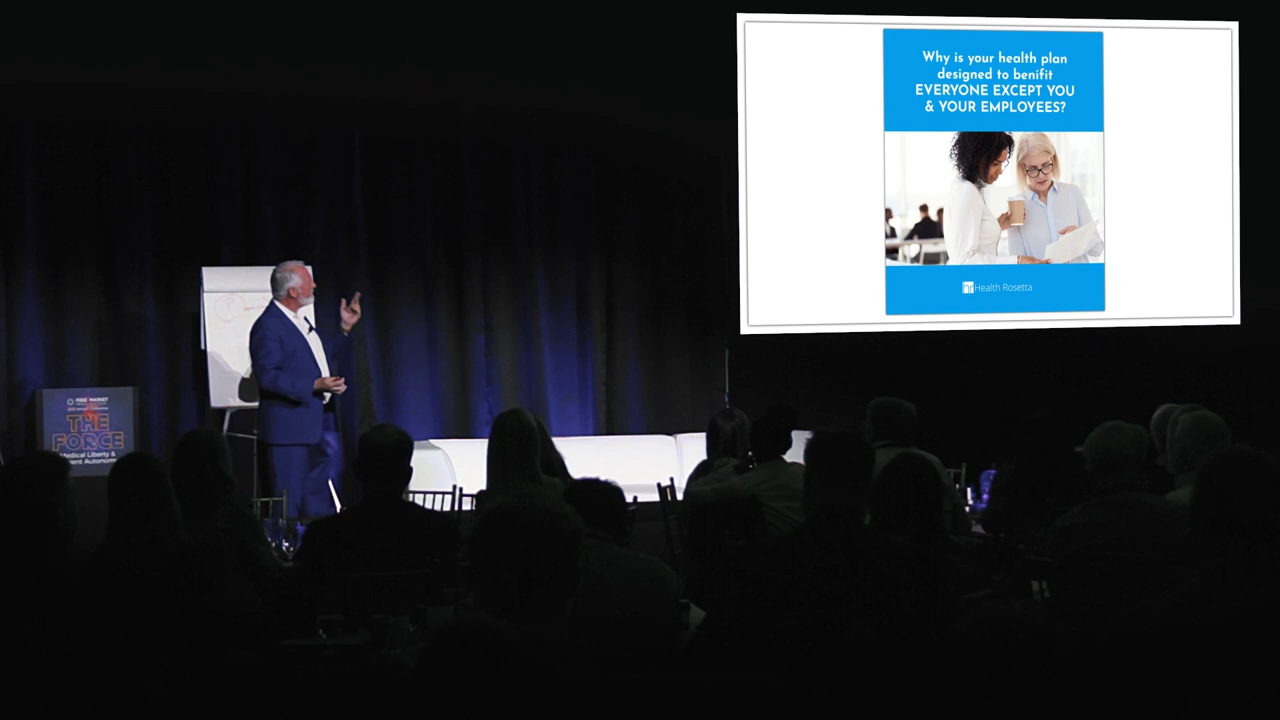 Why is your health plan
designed to benifit
EVERYONE EXCEPT YOU
& YOUR EMPLOYEES?
Health Rosetta
FREE MARKET
THE
FORCE
Medical Liberty &